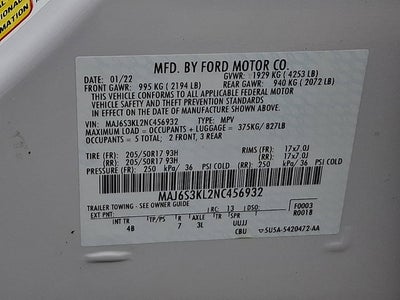 MFD. BY FORD MOTOR CO.
DATE: 01/22 GVWR: 1929 KG ( 4253 LB)
FRONT GAWR: 995 KG ( 2194 LB) REAR GAWR: 940 KG ( 2072 LB)
THIS VEHICLE CONFORMS TO ALL APPLICABLE FEDERAL MOTOR
VEHICLE SAFETY AND THEFT PREVENTION STANDARDS IN EFFECT
ON THE DATE OF MANUFACTURE SHOWN ABOVE.
VIN: MAJ6S3KL2NC456932 TYPE: MPV
MAXIMUM LOAD = OCCUPANTS + LUGGAGE = 375KG/ 827LB
OCCUPANTS = 5 TOTAL; 2 FRONT, 3 REAR
TIRE (FR): 205/50R17 93H RIMS (FR): 17x7.0J
(RR): 205/50R17 93H (RR): 17x7.0J
PRESSURE (FR): 250 kPa/ 36 PSI COLD (RR): 250 kPa/ 36 PSI COLD
MAJ6S3KL2NC456932
TRAILER TOWING - SEE OWNER GUIDE RC: 13 DSO: F0003
EXT PNT: R0018
INT TR TP/PS R AXLE TR SPR
4B 7 3L UUJJ
CBU 5U5A-5420472-AA